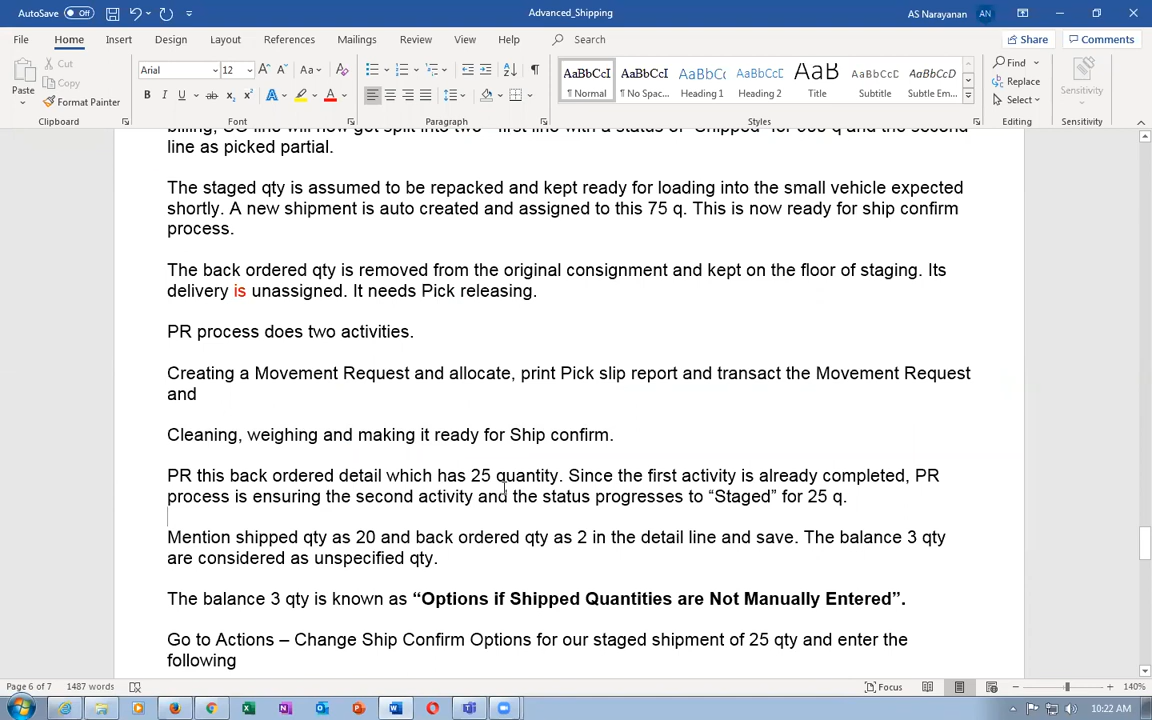 AutoSave Off
Advanced_Shipping
AS Narayanan AN
File Home Insert Design Layout References Mailings Review View Help Search Share Comments
Paste Cut Copy Format Painter
Clipboard
Arial 12
Font
Paragraph
AaBbCcI ¶ Normal
AaBbCcI ¶ No Spac...
AaBbCc Heading 1
AaBbCc Heading 2
AaB Title
AaBbCcD Subtitle
AaBbCcD Subtle Em...
Styles
Find Replace Select
Editing
Sensitivity
Sensitivity
line as picked partial.
The staged qty is assumed to be repacked and kept ready for loading into the small vehicle expected
shortly. A new shipment is auto created and assigned to this 75 q. This is now ready for ship confirm
process.
The back ordered qty is removed from the original consignment and kept on the floor of staging. Its
delivery is unassigned. It needs Pick releasing.
PR process does two activities.
Creating a Movement Request and allocate, print Pick slip report and transact the Movement Request
and
Cleaning, weighing and making it ready for Ship confirm.
PR this back ordered detail which has 25 quantity. Since the first activity is already completed, PR
process is ensuring the second activity and the status progresses to “Staged” for 25 q.
Mention shipped qty as 20 and back ordered qty as 2 in the detail line and save. The balance 3 qty
are considered as unspecified qty.
The balance 3 qty is known as “Options if Shipped Quantities are Not Manually Entered”.
Go to Actions – Change Ship Confirm Options for our staged shipment of 25 qty and enter the
following
Page 6 of 7 1487 words Focus 140%
10:22 AM